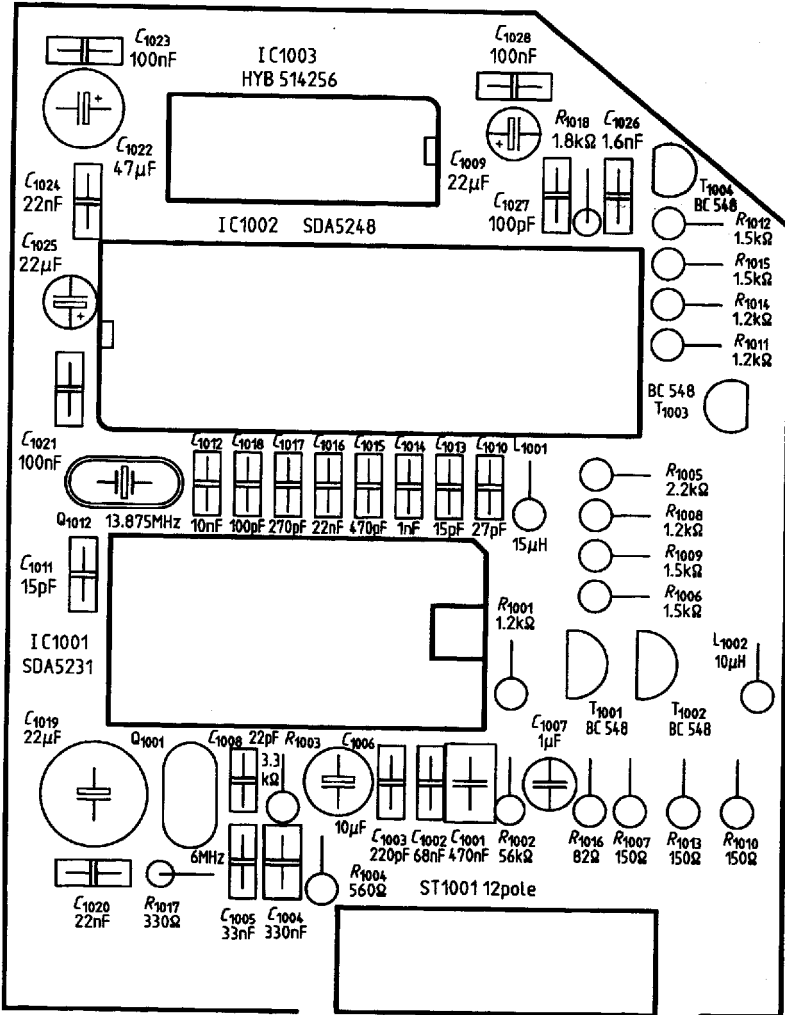 C1023
100nF
IC1003
HYB 514256
C1028
100nF
C1022
47µF
C1009
22µF
R1018
1.8kΩ
C1026
1.6nF
C1024
22nF
C1027
100pF
T1004
BC 548
IC1002 SDA5248
R1012
1.5kΩ
C1025
22µF
R1015
1.5kΩ
R1014
1.2kΩ
R1011
1.2kΩ
BC 548
T1003
C1021
100nF
C1012
C1018
C1017
C1016
C1015
C1014
C1013
C1010
L1001
10nF
100pF
270pF
22nF
470pF
1nF
15pF
27pF
15µH
Q1012 13.875MHz
R1005
2.2kΩ
R1008
1.2kΩ
R1009
1.5kΩ
R1006
1.5kΩ
C1011
15pF
IC1001
SDA5231
R1001
1.2kΩ
L1002
10µH
T1001
BC 548
T1002
BC 548
C1019
22µF
Q1001
6MHz
C1008
22pF
R1003
3.3
kΩ
C1006
10µF
C1007
1µF
C1003
220pF
C1002
68nF
C1001
470nF
R1002
56kΩ
R1016
82Ω
R1007
150Ω
R1013
150Ω
R1010
150Ω
C1020
22nF
R1017
330Ω
C1005
33nF
C1004
330nF
R1004
560Ω
ST1001 12pole